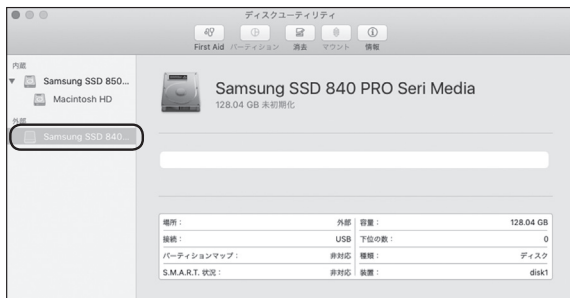 ディスクユーティリティ
First Aid パーティション 消去 マウント 情報
内蔵
Samsung SSD 850...
Macintosh HD
外部
Samsung SSD 840...
Samsung SSD 840 PRO Seri Media
128.04 GB 未初期化
場所： 外部 容量： 128.04 GB
接続： USB 下位の数： 0
パーティションマップ： 非対応 種類： ディスク
S.M.A.R.T. 状況： 非対応 装置： disk1